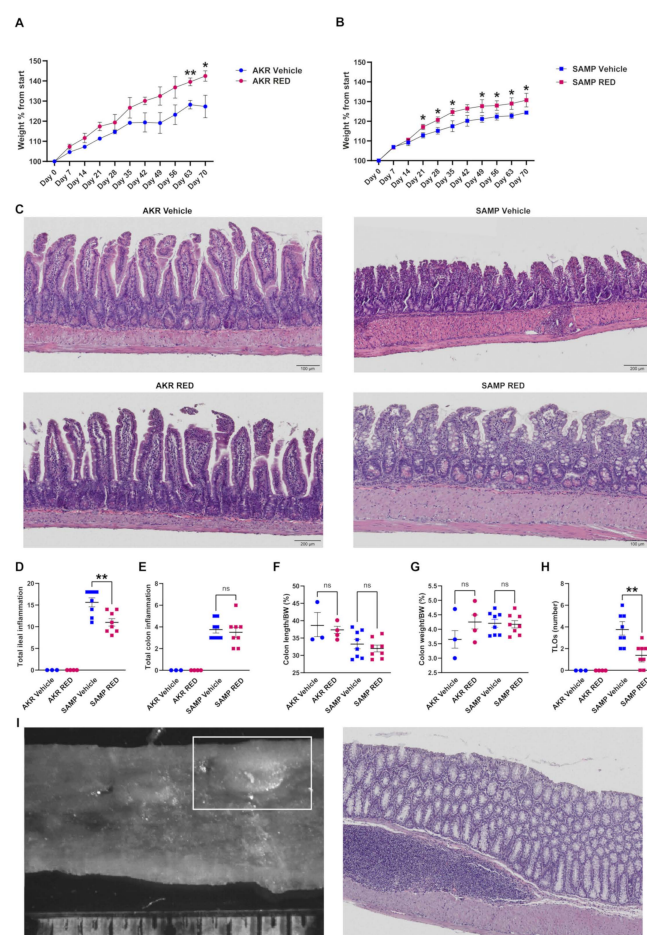 A
Weight % from start
150
140
130
120
110
100
Day 0
Day 7
Day 14
Day 21
Day 28
Day 35
Day 42
Day 49
Day 56
Day 63
Day 70
**
*
AKR Vehicle
AKR RED
B
Weight % from start
150
140
130
120
110
100
Day 0
Day 7
Day 14
Day 21
Day 28
Day 35
Day 42
Day 49
Day 56
Day 63
Day 70
*
*
*
*
*
*
*
SAMP Vehicle
SAMP RED
C
AKR Vehicle
100 µm
SAMP Vehicle
200 µm
AKR RED
200 µm
SAMP RED
100 µm
D
Total ileal inflammation
20
15
10
5
0
**
AKR Vehicle
AKR RED
SAMP Vehicle
SAMP RED
E
Total colon inflammation
8
6
4
2
0
ns
AKR Vehicle
AKR RED
SAMP Vehicle
SAMP RED
F
Colon length/BW (%)
50
45
40
35
30
25
ns
ns
AKR Vehicle
AKR RED
SAMP Vehicle
SAMP RED
G
Colon weight/BW (%)
6.0
5.5
5.0
4.5
4.0
3.5
3.0
2.5
ns
ns
AKR Vehicle
AKR RED
SAMP Vehicle
SAMP RED
H
TLOs (number)
8
6
4
2
0
**
AKR Vehicle
AKR RED
SAMP Vehicle
SAMP RED
I